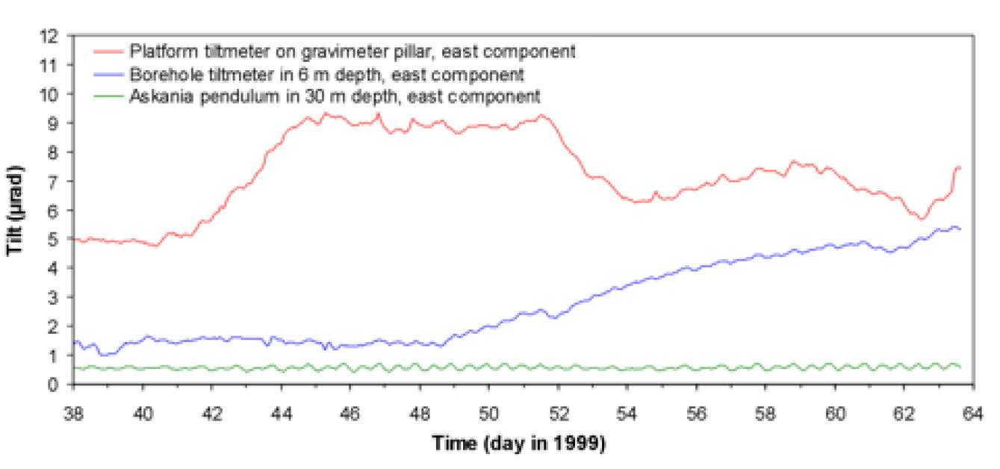 12
Platform tiltmeter on gravimeter pillar, east component
11
Borehole tiltmeter in 6 m depth, east component
10
Askania pendulum in 30 m depth, east component
9
8
7
6
5
4
3
2
1
0
Tilt (µrad)
38 40 42 44 46 48 50 52 54 56 58 60 62 64
Time (day in 1999)